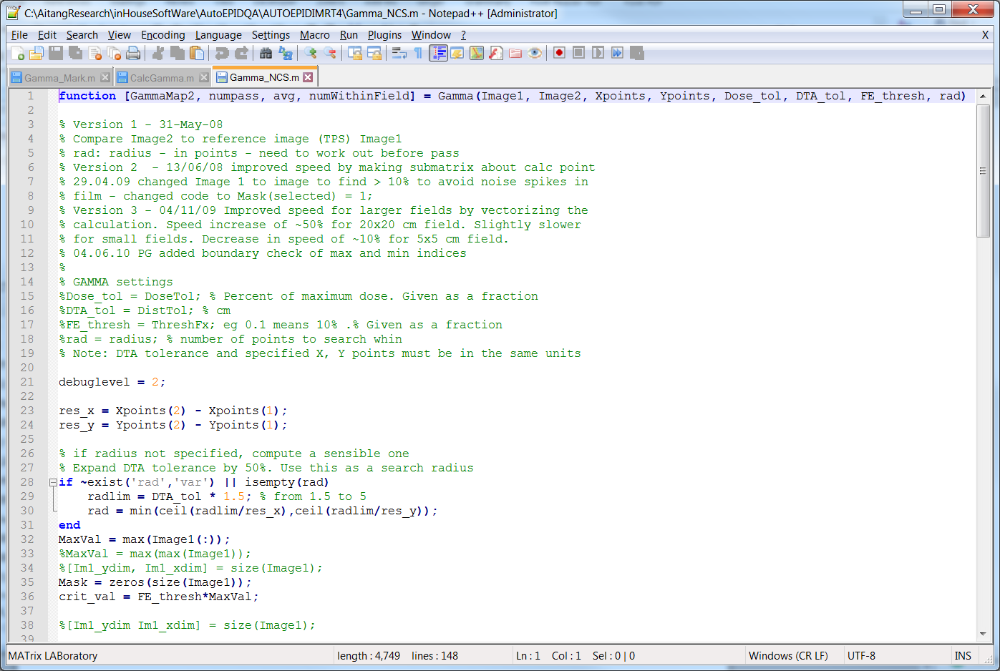 C:\AitangResearch\inHouseSoftWare\AutoEPIDQA\AUTOEPIDIMRT4\Gamma_NCS.m - Notepad++ [Administrator]
File Edit Search View Encoding Language Settings Macro Run Plugins Window ? X
Gamma_Mark.m CalcGamma.m Gamma_NCS.m
1 function [GammaMap2, numpass, avg, numWithinField] = Gamma(Image1, Image2, Xpoints, Ypoints, Dose_tol, DTA_tol, FE_thresh, rad)
2
3 % Version 1 - 31-May-08
4 % Compare Image2 to reference image (TPS) Image1
5 % rad: radius - in points - need to work out before pass
6 % Version 2  - 13/06/08 improved speed by making submatrix about calc point
7 % 29.04.09 changed Image 1 to image to find > 10% to avoid noise spikes in
8 % film - changed code to Mask(selected) = 1;
9 % Version 3 - 04/11/09 Improved speed for larger fields by vectorizing the
10 % calculation. Speed increase of ~50% for 20x20 cm field. Slightly slower
11 % for small fields. Decrease in speed of ~10% for 5x5 cm field.
12 % 04.06.10 PG added boundary check of max and min indices
13 %
14 % GAMMA settings
15 %Dose_tol = DoseTol; % Percent of maximum dose. Given as a fraction
16 %DTA_tol = DistTol; % cm
17 %FE_thresh = ThreshFx; eg 0.1 means 10% .% Given as a fraction
18 %rad = radius; % number of points to search whin
19 % Note: DTA tolerance and specified X, Y points must be in the same units
20
21 debuglevel = 2;
22
23 res_x = Xpoints(2) - Xpoints(1);
24 res_y = Ypoints(2) - Ypoints(1);
25
26 % if radius not specified, compute a sensible one
27 % Expand DTA tolerance by 50%. Use this as a search radius
28 if ~exist('rad','var') || isempty(rad)
29     radlim = DTA_tol * 1.5; % from 1.5 to 5
30     rad = min(ceil(radlim/res_x),ceil(radlim/res_y));
31 end
32 MaxVal = max(Image1(:));
33 %MaxVal = max(max(Image1));
34 %[Im1_ydim, Im1_xdim] = size(Image1);
35 Mask = zeros(size(Image1));
36 crit_val = FE_thresh*MaxVal;
37
38 %[Im1_ydim Im1_xdim] = size(Image1);
39
MATrix LABoratory length : 4,749 lines : 148 Ln : 1 Col : 1 Sel : 0 | 0 Windows (CR LF) UTF-8 INS